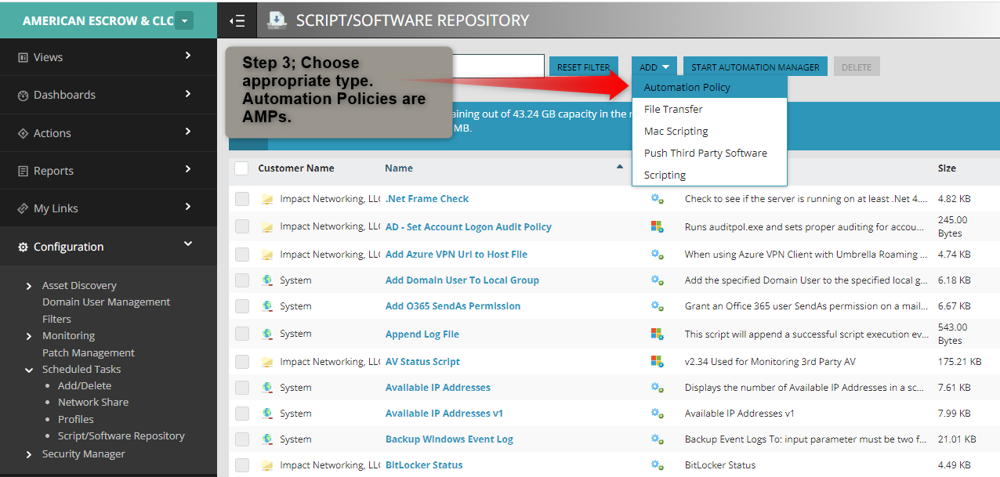 AMERICAN ESCROW & CLO
SCRIPT/SOFTWARE REPOSITORY
Views
Dashboards
Actions
Reports
My Links
Configuration
Asset Discovery
Domain User Management
Filters
Monitoring
Patch Management
Scheduled Tasks
Add/Delete
Network Share
Profiles
Script/Software Repository
Security Manager
Step 3; Choose
appropriate type.
Automation Policies are
AMPs.
RESET FILTER
ADD
START AUTOMATION MANAGER
DELETE
Automation Policy
File Transfer
Mac Scripting
Push Third Party Software
Scripting
aining out of 43.24 GB capacity in the
MB.
Customer Name Name Size
Impact Networking, LLC .Net Frame Check Check to see if the server is running on at least .Net 4.... 4.82 KB
Impact Networking, LLC AD - Set Account Logon Audit Policy Runs auditpol.exe and sets proper auditing for accou... 245.00 Bytes
Impact Networking, LLC Add Azure VPN Url to Host File When using Azure VPN Client with Umbrella Roaming ... 4.74 KB
System Add Domain User To Local Group Add the specified Domain User to the specified local g... 6.18 KB
System Add O365 SendAs Permission Grant an Office 365 user SendAs permission on a mail... 6.67 KB
System Append Log File This script will append a successful script execution ev... 543.00 Bytes
Impact Networking, LLC AV Status Script v2.34 Used for Monitoring 3rd Party AV 175.21 KB
System Available IP Addresses Displays the number of Available IP Addresses in a sc... 7.61 KB
System Available IP Addresses v1 Available IP Addresses v1 7.99 KB
System Backup Windows Event Log Backup Event Logs To: input parameter must be two f... 21.01 KB
Impact Networking, LLC BitLocker Status BitLocker Status 4.49 KB